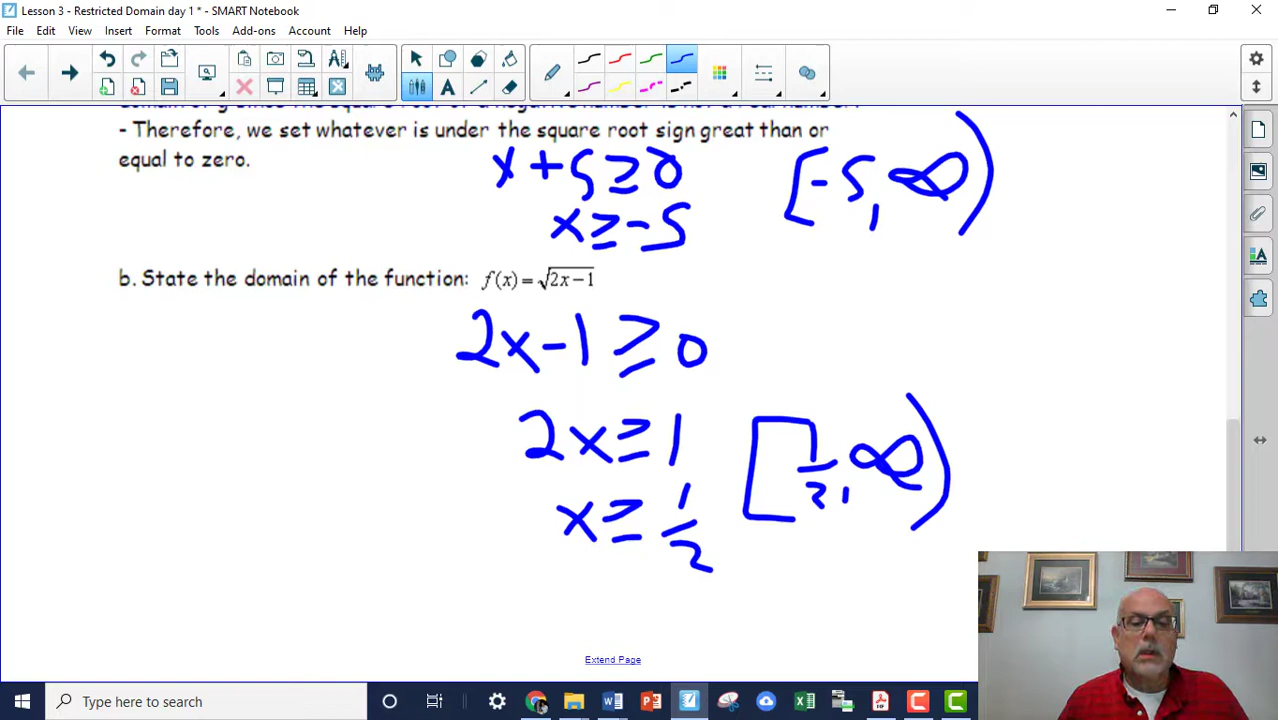 Lesson 3 - Restricted Domain day 1 * - SMART Notebook
File Edit View Insert Format Tools Add-ons Account Help
- Therefore, we set whatever is under the square root sign great than or
equal to zero.
x + 5 ≥ 0
[-5, ∞)
x ≥ -5
b. State the domain of the function: f(x) = √2x−1
2x - 1 ≥ 0
2x ≥ 1
[1/2, ∞)
x ≥ 1/2
Extend Page
Type here to search